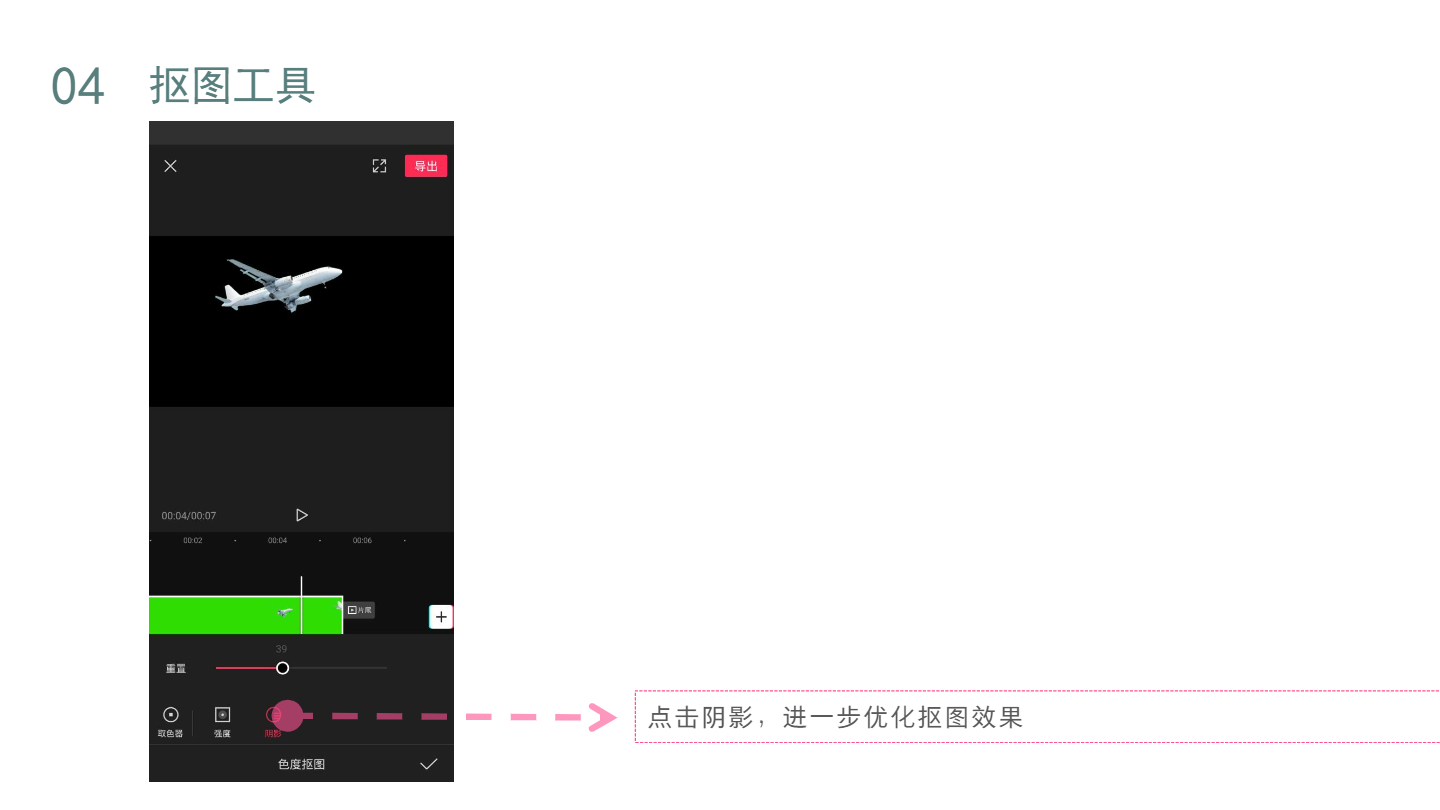 04 抠图工具
导出
00:04/00:07
00:02 00:04 00:06
片尾
39
重置
取色器 强度 阴影
点击阴影，进一步优化抠图效果
色度抠图